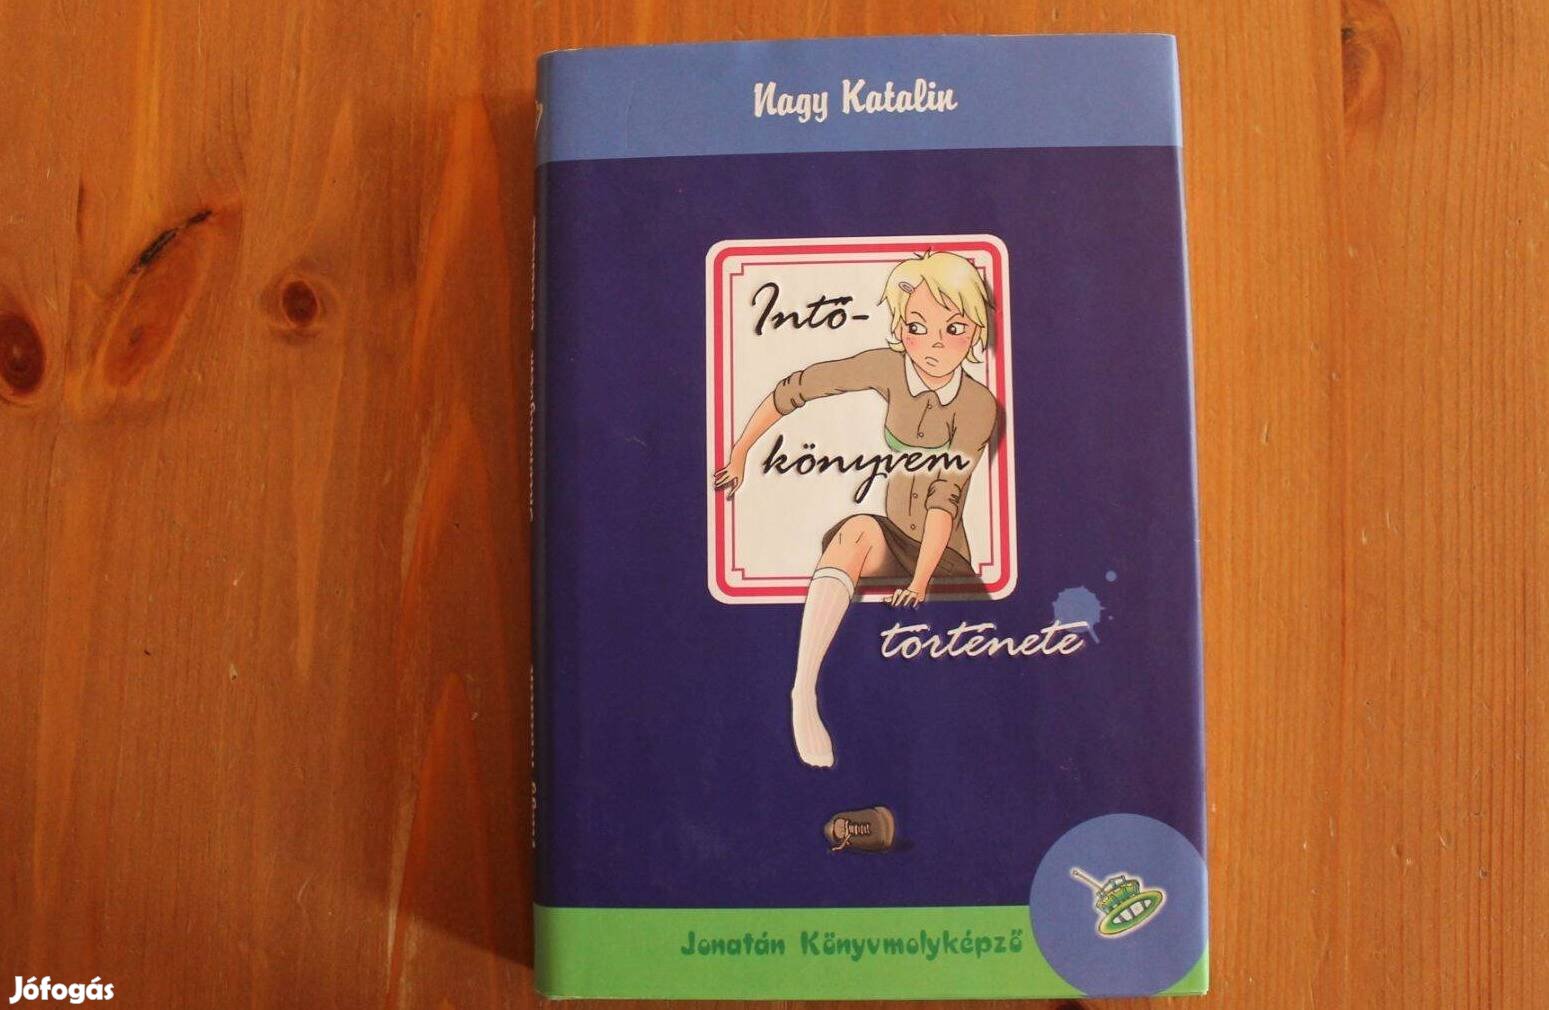 Nagy Katalin
Intő-
könyvem
története
Jonatán Könyvmolyképző
Jófogás